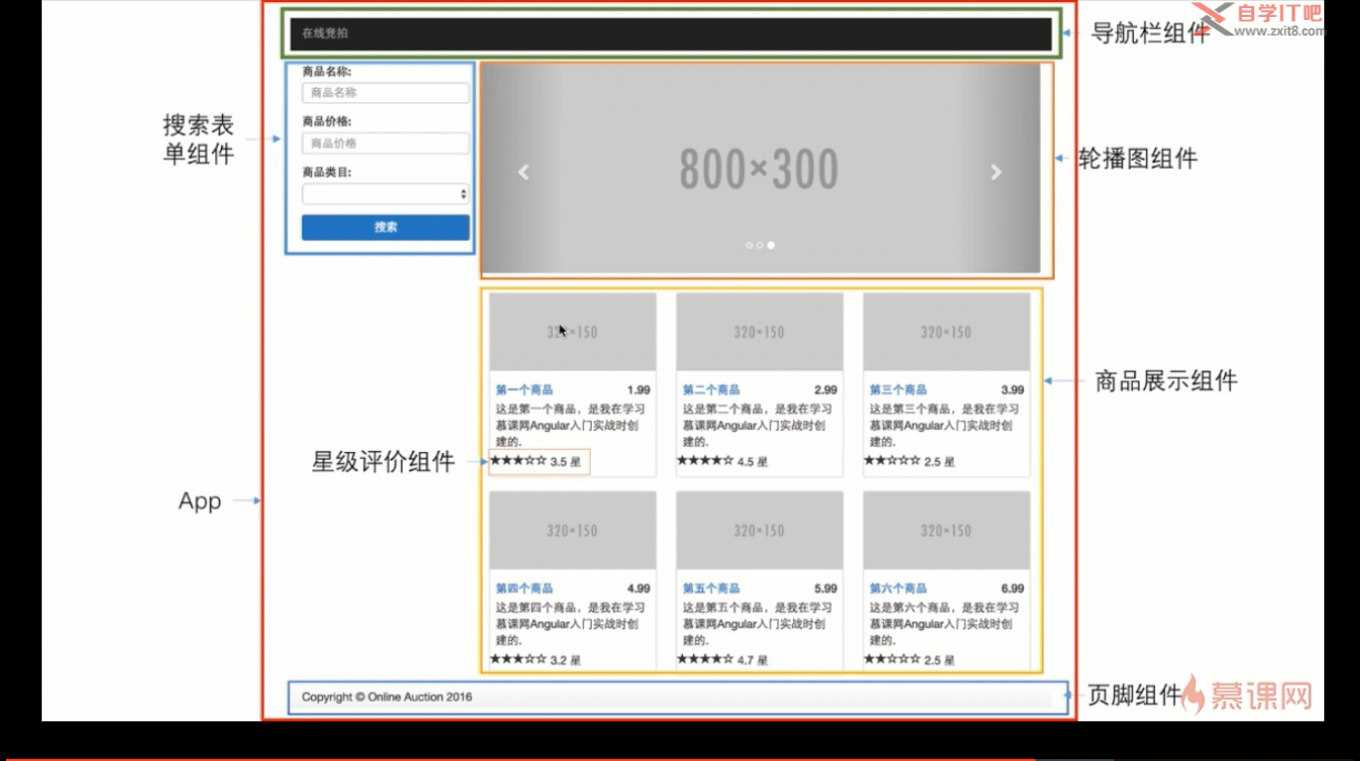 自学IT吧
www.zxit8.com
在线竞拍
导航栏组件
商品名称:
商品名称
商品价格:
商品价格
商品类目:
搜索
搜索表
单组件
800×300
轮播图组件
320×150
320×150
320×150
第一个商品 1.99
这是第一个商品，是我在学习
慕课网Angular入门实战时创
建的.
★★★☆☆ 3.5 星
第二个商品 2.99
这是第二个商品，是我在学习
慕课网Angular入门实战时创
建的.
★★★★☆ 4.5 星
第三个商品 3.99
这是第三个商品，是我在学习
慕课网Angular入门实战时创
建的.
★★☆☆☆ 2.5 星
商品展示组件
星级评价组件
App
320×150
320×150
320×150
第四个商品 4.99
这是第四个商品，是我在学习
慕课网Angular入门实战时创
建的.
★★★☆☆ 3.2 星
第五个商品 5.99
这是第五个商品，是我在学习
慕课网Angular入门实战时创
建的.
★★★★☆ 4.7 星
第六个商品 6.99
这是第六个商品，是我在学习
慕课网Angular入门实战时创
建的.
★★☆☆☆ 2.5 星
Copyright © Online Auction 2016
页脚组件
慕课网